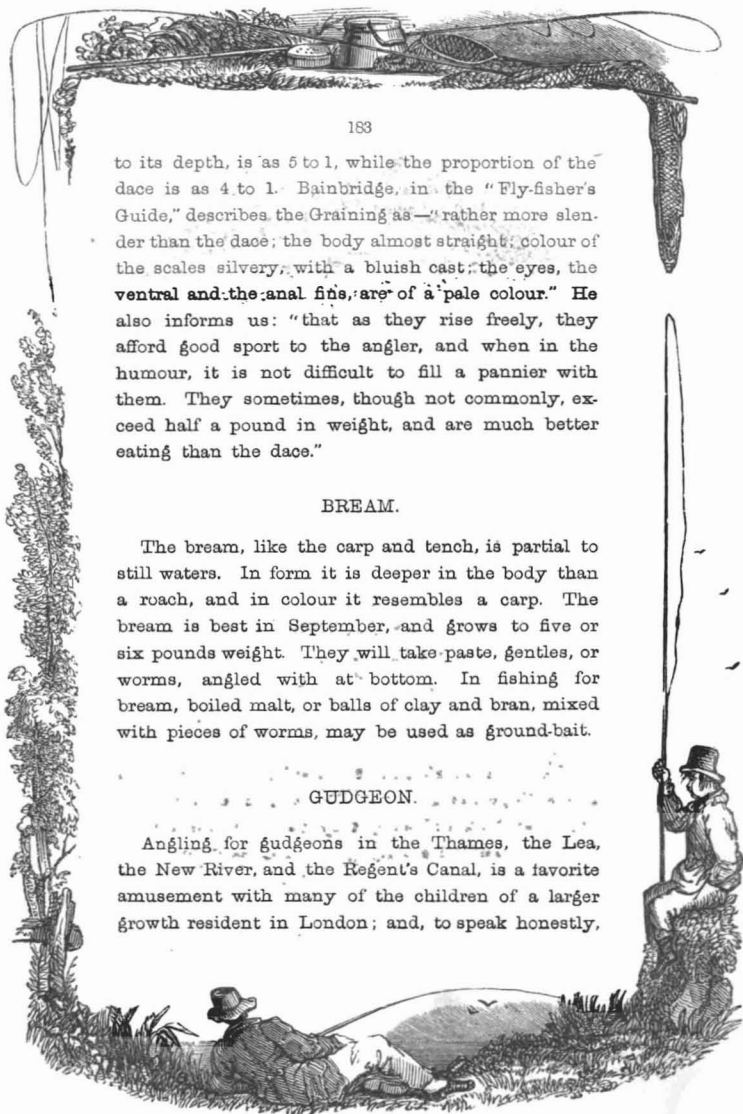 183
to its depth, is as 5 to 1, while the proportion of the
dace is as 4 to 1. Bainbridge, in the "Fly-fisher's
Guide," describes the Graining as—"rather more slen-
der than the dace; the body almost straight; colour of
the scales silvery, with a bluish cast; the eyes, the
ventral and the anal fins, are of a pale colour." He
also informs us: "that as they rise freely, they
afford good sport to the angler, and when in the
humour, it is not difficult to fill a pannier with
them. They sometimes, though not commonly, ex-
ceed half a pound in weight, and are much better
eating than the dace."
BREAM.
The bream, like the carp and tench, is partial to
still waters. In form it is deeper in the body than
a roach, and in colour it resembles a carp. The
bream is best in September, and grows to five or
six pounds weight. They will take paste, gentles, or
worms, angled with at bottom. In fishing for
bream, boiled malt, or balls of clay and bran, mixed
with pieces of worms, may be used as ground-bait.
GUDGEON.
Angling for gudgeons in the Thames, the Lea,
the New River, and the Regent's Canal, is a favorite
amusement with many of the children of a larger
growth resident in London; and, to speak honestly,